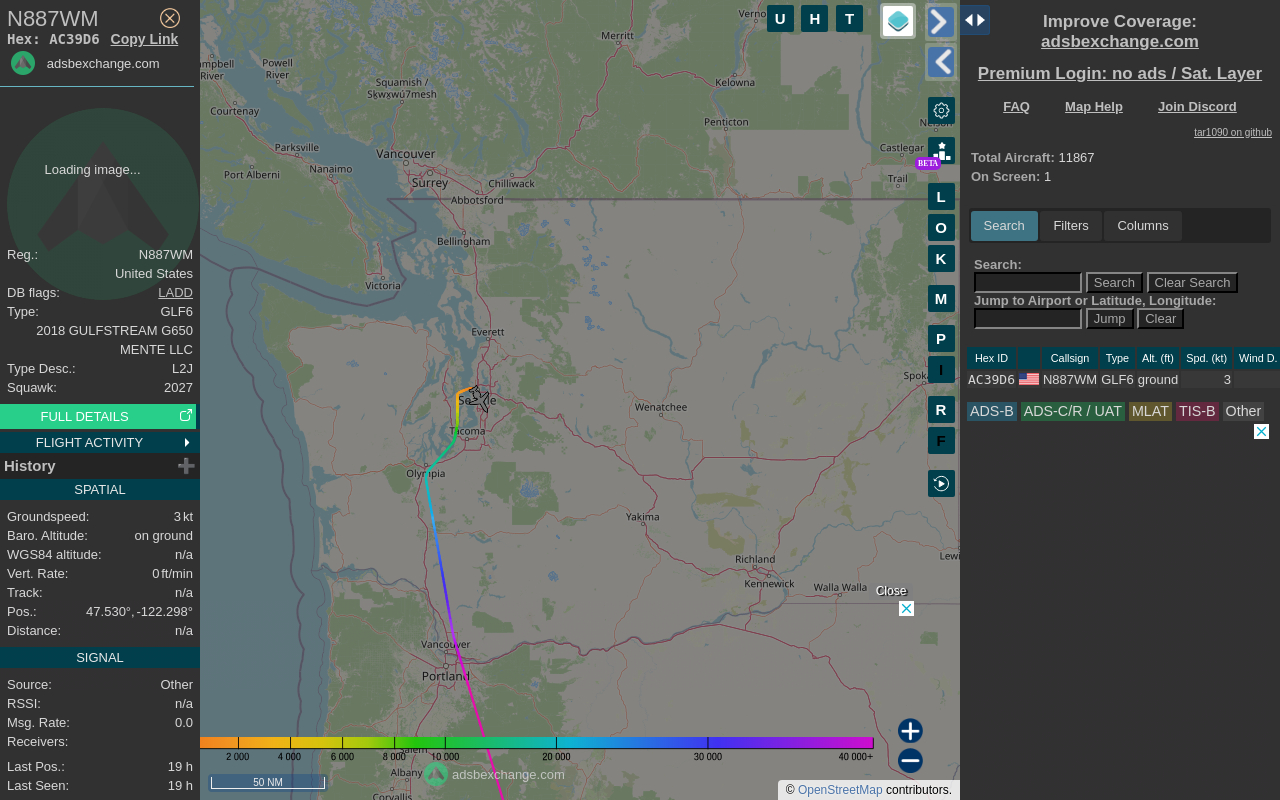 N887WM
Hex: AC39D6 Copy Link
adsbexchange.com
Loading image...
Reg.: N887WM
United States
DB flags: LADD
Type: GLF6
2018 GULFSTREAM G650
MENTE LLC
Type Desc.: L2J
Squawk: 2027
FULL DETAILS
FLIGHT ACTIVITY
History
SPATIAL
Groundspeed: 3 kt
Baro. Altitude: on ground
WGS84 altitude: n/a
Vert. Rate: 0 ft/min
Track: n/a
Pos.: 47.530°, -122.298°
Distance: n/a
SIGNAL
Source: Other
RSSI: n/a
Msg. Rate: 0.0
Receivers:
Last Pos.: 19 h
Last Seen: 19 h
River
Powell
River
Courtenay
Squamish /
Sḵwx̱wú7mesh
Merritt
Kelowna
Penticton
Castlegar
Trail
Parksville
Nanaimo
Port Alberni
Vancouver
Surrey
Chilliwack
Abbotsford
Bellingham
Victoria
Everett
Tacoma
Olympia
Wenatchee
Yakima
Richland
Kennewick
Walla Walla
Vancouver
Portland
Albany
Corvallis
U H T
BETA
L
O
K
M
P
I
R
F
Close
2 000 4 000 6 000 8 000 10 000 20 000 30 000 40 000+
adsbexchange.com
50 NM
© OpenStreetMap contributors.
Improve Coverage:
adsbexchange.com
Premium Login: no ads / Sat. Layer
FAQ Map Help Join Discord
tar1090 on github
Total Aircraft: 11867
On Screen: 1
Search Filters Columns
Search:
Search Clear Search
Jump to Airport or Latitude, Longitude:
Jump Clear
Hex ID Callsign Type Alt. (ft) Spd. (kt) Wind D.
AC39D6 N887WM GLF6 ground 3
ADS-B ADS-C/R / UAT MLAT TIS-B Other